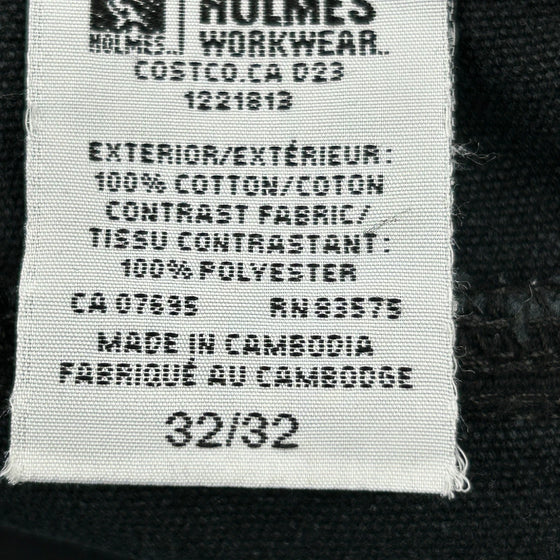 HOLMES
HOLMES.. WORKWEAR..
COSTCO.CA D23
1221813
EXTERIOR/EXTÉRIEUR:
100% COTTON/COTON
CONTRAST FABRIC/
TISSU CONTRASTANT:
100% POLYESTER
CA 07695 RN 83575
MADE IN CAMBODIA
FABRIQUÉ AU CAMBODGE
32/32